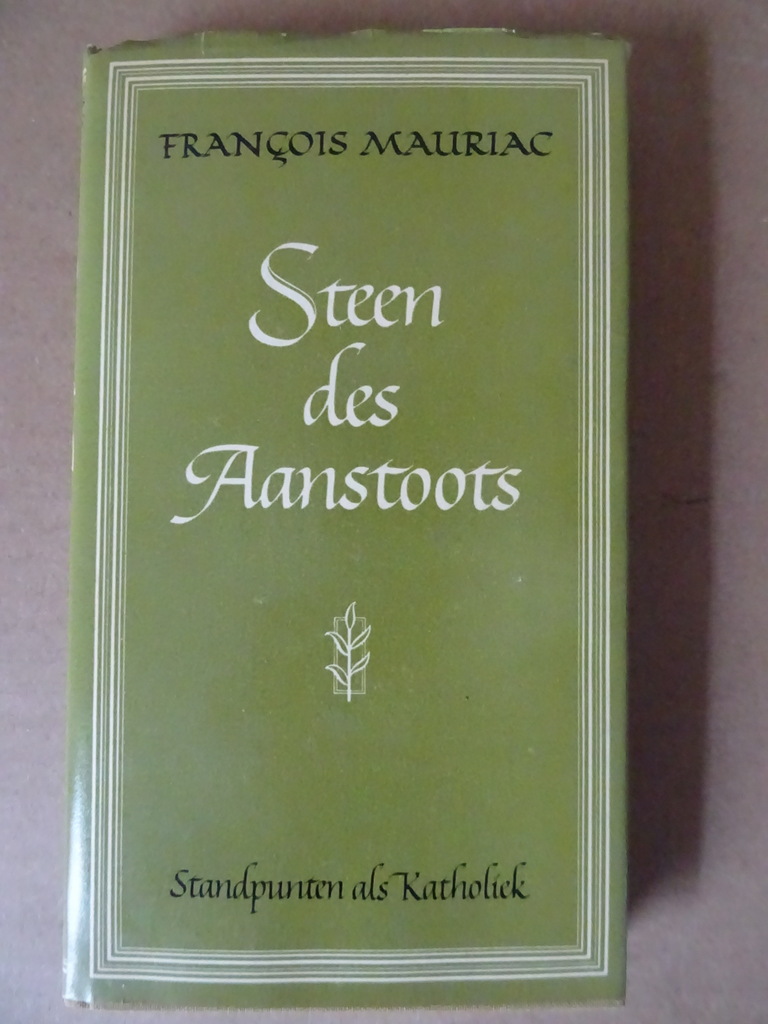 FRANÇOIS MAURIAC
Steen
des
Aanstoots
Standpunten als Katholiek